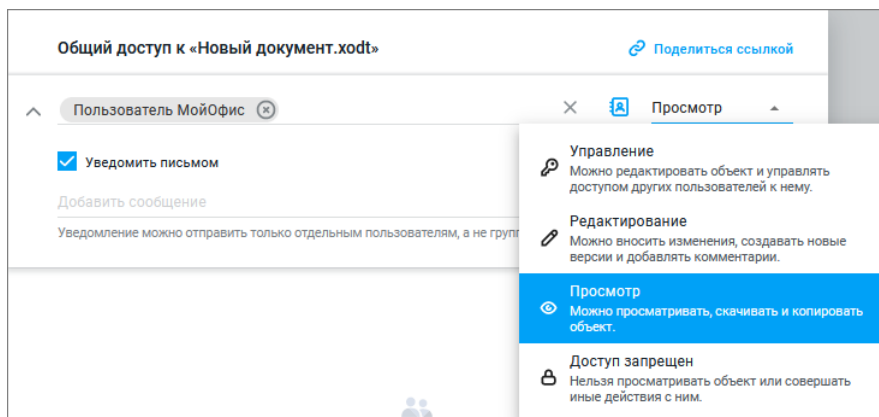 Общий доступ к «Новый документ.xodt»
Поделиться ссылкой
Пользователь МойОфис
Просмотр
Уведомить письмом
Добавить сообщение
Уведомление можно отправить только отдельным пользователям, а не
Управление
Можно редактировать объект и управлять
доступом других пользователей к нему.
Редактирование
Можно вносить изменения, создавать новые
версии и добавлять комментарии.
Просмотр
Можно просматривать, скачивать и копировать
объект.
Доступ запрещен
Нельзя просматривать объект или совершать
иные действия с ним.